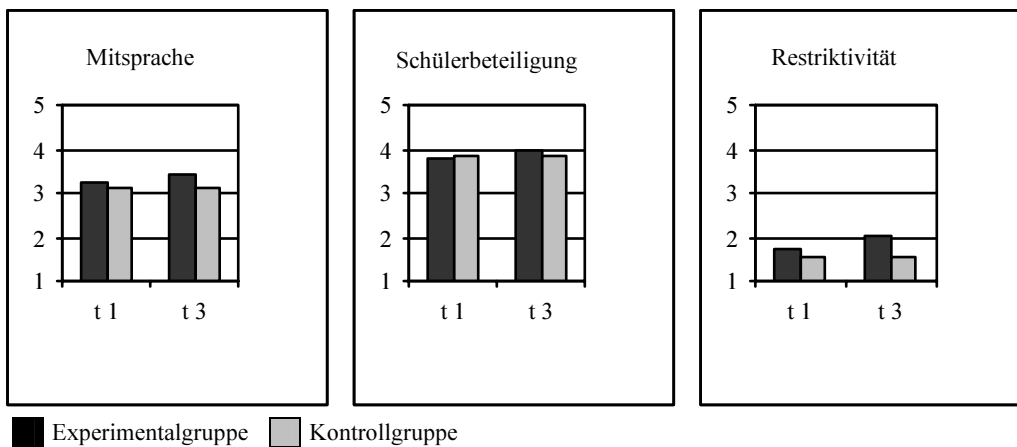 Mitsprache
5
4
3
2
1
t 1 t 3
Schülerbeteiligung
5
4
3
2
1
t 1 t 3
Restriktivität
5
4
3
2
1
t 1 t 3
Experimentalgruppe Kontrollgruppe